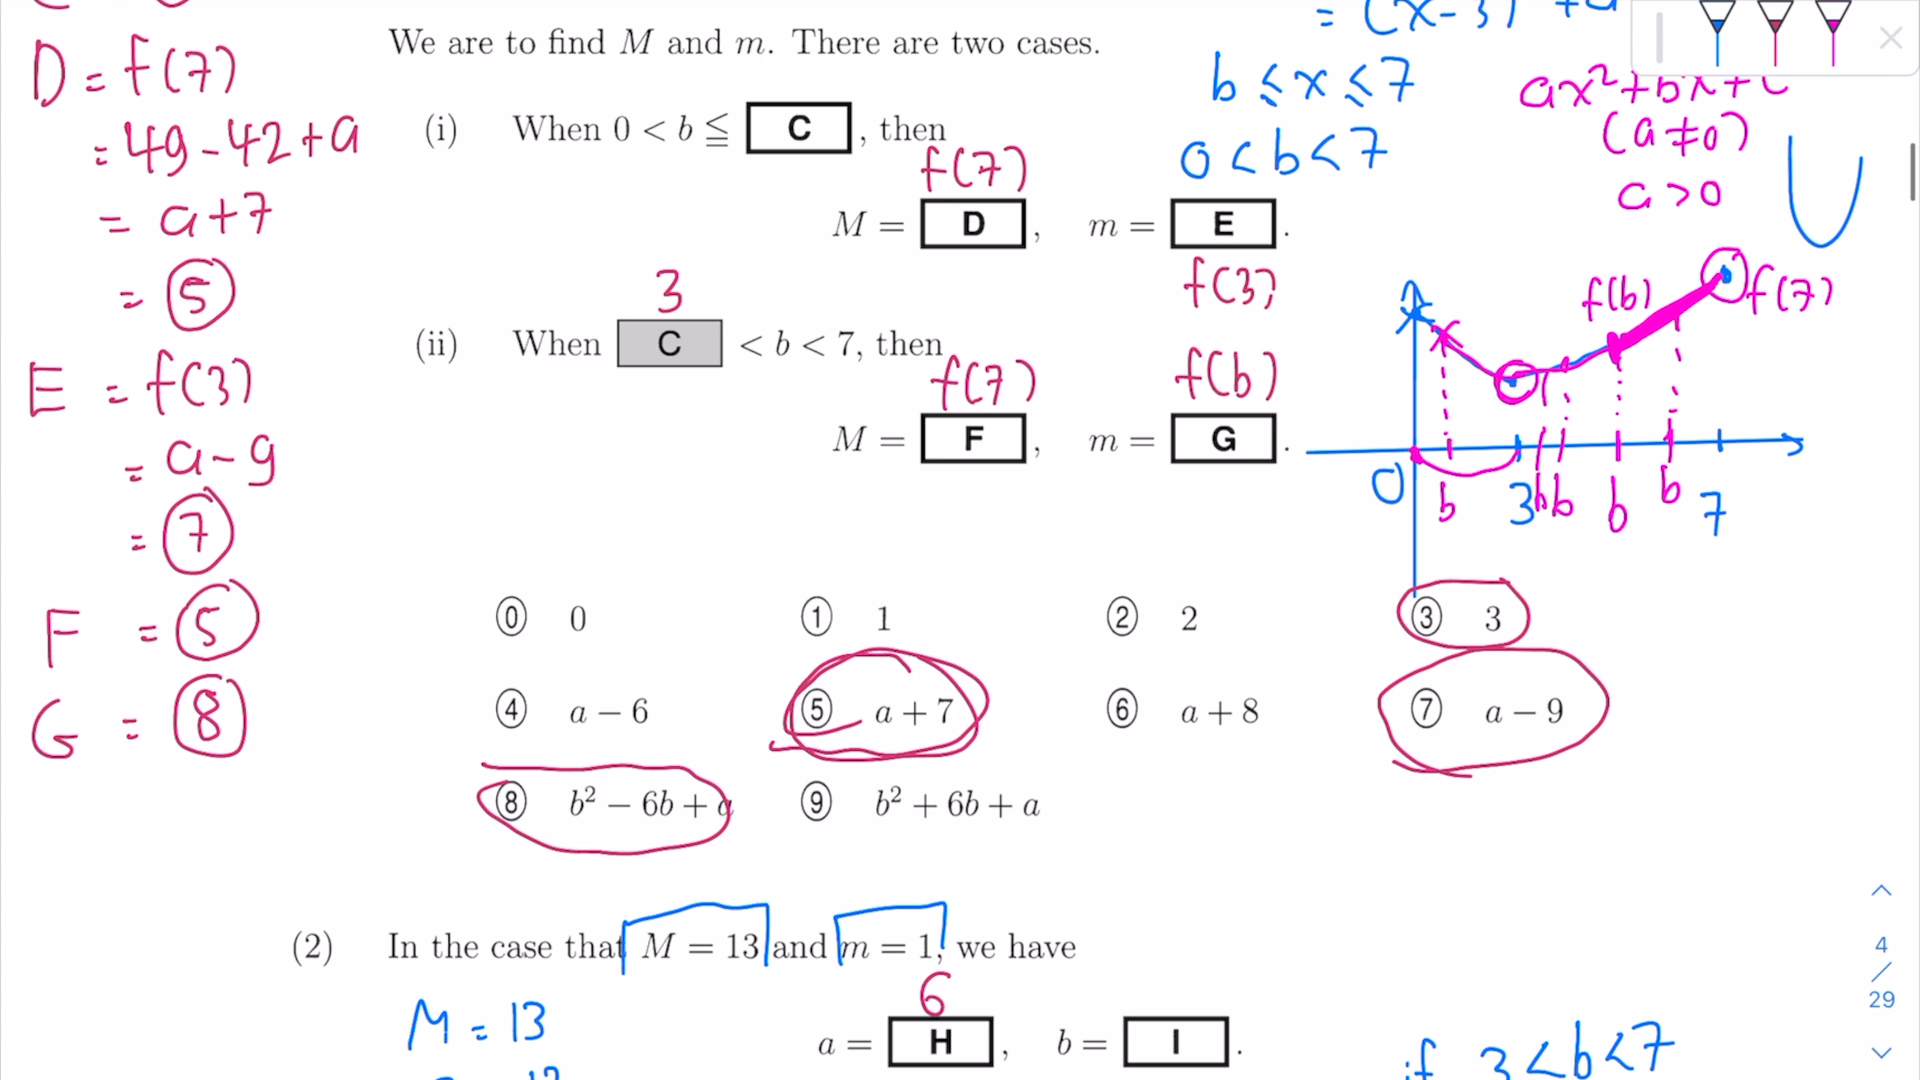 We are to find M and m. There are two cases.
D = f(7)
= 49 - 42 + a
= a + 7
= 5
E = f(3)
= a - 9
= 7
F = 5
G = 8
(i) When 0 < b ≦ C , then
f(7)
M = D , m = E .
f(3)
3
(ii) When C < b < 7, then
f(7) f(b)
M = F , m = G .
= (x-3)
b ≤ x ≤ 7
0 < b < 7
ax²+bx+c
(a ≠ 0)
a > 0
f(b) f(7)
0 b 3 b b b b 7
⓪ 0 ① 1 ② 2 ③ 3
④ a − 6 ⑤ a + 7 ⑥ a + 8 ⑦ a − 9
⑧ b² − 6b + a ⑨ b² + 6b + a
(2) In the case that M = 13 and m = 1, we have
6
M = 13
a = H , b = I .
if 3 < b < 7
4
/
29